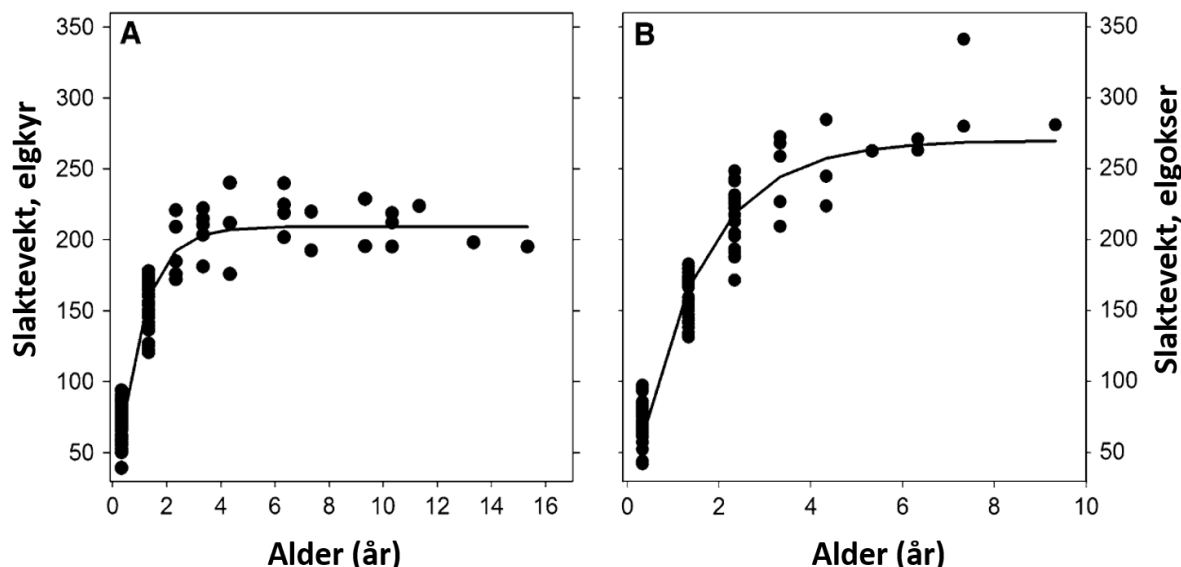 A
Slaktevekt, elgkyr
350
300
250
200
150
100
50
0 2 4 6 8 10 12 14 16
Alder (år)
B
Slaktevekt, elgokser
350
300
250
200
150
100
50
0 2 4 6 8 10
Alder (år)